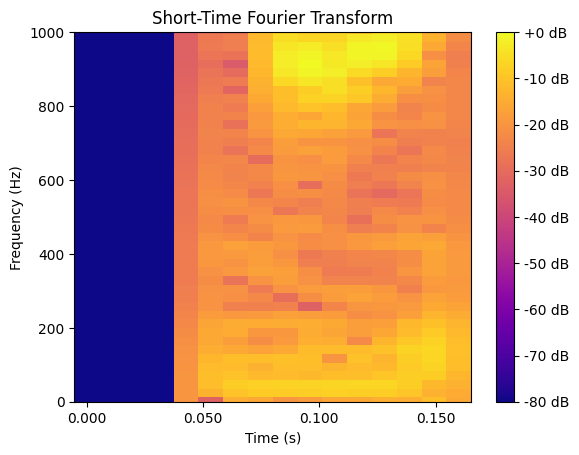 Short-Time Fourier Transform
1000
800
600
400
200
0
Frequency (Hz)
0.000
0.050
0.100
0.150
Time (s)
+0 dB
-10 dB
-20 dB
-30 dB
-40 dB
-50 dB
-60 dB
-70 dB
-80 dB